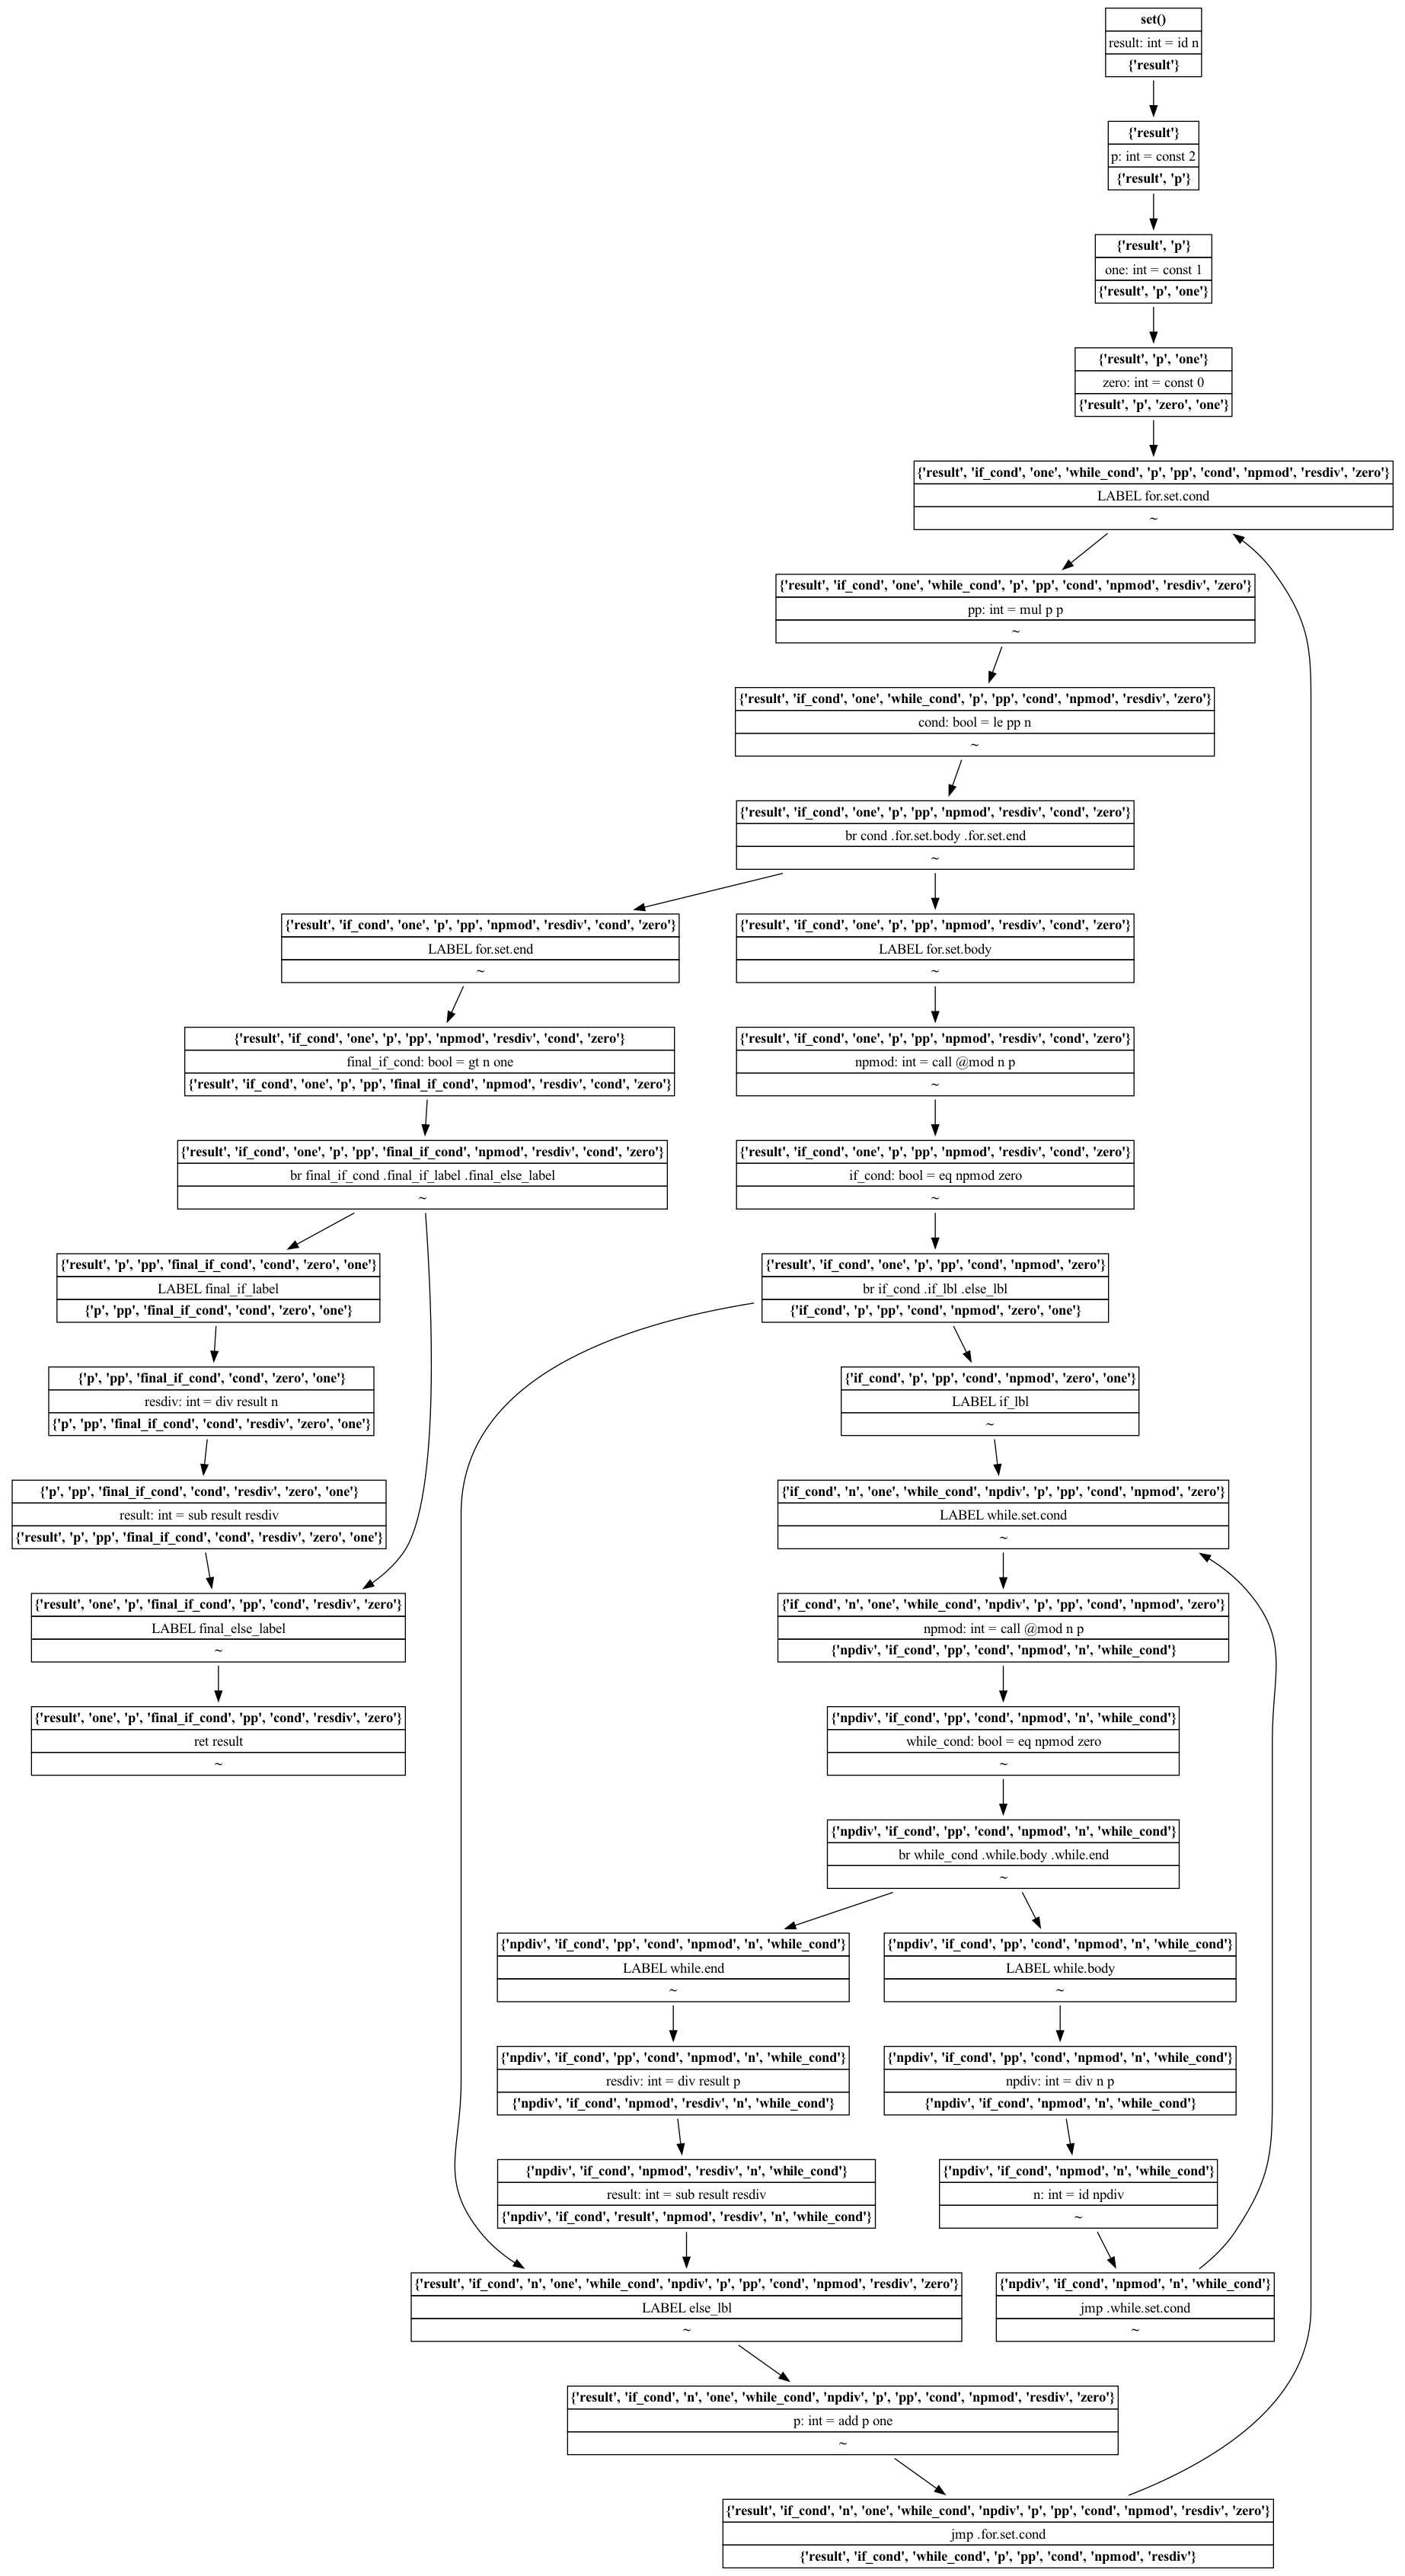 set()
result: int = id n
{'result'}
{'result'}
p: int = const 2
{'result', 'p'}
{'result', 'p'}
one: int = const 1
{'result', 'p', 'one'}
{'result', 'p', 'one'}
zero: int = const 0
{'result', 'p', 'zero', 'one'}
{'result', 'if_cond', 'one', 'while_cond', 'p', 'pp', 'cond', 'npmod', 'resdiv', 'zero'}
LABEL for.set.cond
~
{'result', 'if_cond', 'one', 'while_cond', 'p', 'pp', 'cond', 'npmod', 'resdiv', 'zero'}
pp: int = mul p p
~
{'result', 'if_cond', 'one', 'while_cond', 'p', 'pp', 'cond', 'npmod', 'resdiv', 'zero'}
cond: bool = le pp n
~
{'result', 'if_cond', 'one', 'p', 'pp', 'npmod', 'resdiv', 'cond', 'zero'}
br cond .for.set.body .for.set.end
~
{'result', 'if_cond', 'one', 'p', 'pp', 'npmod', 'resdiv', 'cond', 'zero'}
LABEL for.set.end
~
{'result', 'if_cond', 'one', 'p', 'pp', 'npmod', 'resdiv', 'cond', 'zero'}
LABEL for.set.body
~
{'result', 'if_cond', 'one', 'p', 'pp', 'npmod', 'resdiv', 'cond', 'zero'}
final_if_cond: bool = gt n one
{'result', 'if_cond', 'one', 'p', 'pp', 'final_if_cond', 'npmod', 'resdiv', 'cond', 'zero'}
{'result', 'if_cond', 'one', 'p', 'pp', 'npmod', 'resdiv', 'cond', 'zero'}
npmod: int = call @mod n p
~
{'result', 'if_cond', 'one', 'p', 'pp', 'final_if_cond', 'npmod', 'resdiv', 'cond', 'zero'}
br final_if_cond .final_if_label .final_else_label
~
{'result', 'if_cond', 'one', 'p', 'pp', 'npmod', 'resdiv', 'cond', 'zero'}
if_cond: bool = eq npmod zero
~
{'result', 'p', 'pp', 'final_if_cond', 'cond', 'zero', 'one'}
LABEL final_if_label
{'p', 'pp', 'final_if_cond', 'cond', 'zero', 'one'}
{'result', 'if_cond', 'one', 'p', 'pp', 'cond', 'npmod', 'zero'}
br if_cond .if_lbl .else_lbl
{'if_cond', 'p', 'pp', 'cond', 'npmod', 'zero', 'one'}
{'p', 'pp', 'final_if_cond', 'cond', 'zero', 'one'}
resdiv: int = div result n
{'p', 'pp', 'final_if_cond', 'cond', 'resdiv', 'zero', 'one'}
{'if_cond', 'p', 'pp', 'cond', 'npmod', 'zero', 'one'}
LABEL if_lbl
~
{'p', 'pp', 'final_if_cond', 'cond', 'resdiv', 'zero', 'one'}
result: int = sub result resdiv
{'result', 'p', 'pp', 'final_if_cond', 'cond', 'resdiv', 'zero', 'one'}
{'if_cond', 'n', 'one', 'while_cond', 'npdiv', 'p', 'pp', 'cond', 'npmod', 'zero'}
LABEL while.set.cond
~
{'result', 'one', 'p', 'final_if_cond', 'pp', 'cond', 'resdiv', 'zero'}
LABEL final_else_label
~
{'if_cond', 'n', 'one', 'while_cond', 'npdiv', 'p', 'pp', 'cond', 'npmod', 'zero'}
npmod: int = call @mod n p
{'npdiv', 'if_cond', 'pp', 'cond', 'npmod', 'n', 'while_cond'}
{'result', 'one', 'p', 'final_if_cond', 'pp', 'cond', 'resdiv', 'zero'}
ret result
~
{'npdiv', 'if_cond', 'pp', 'cond', 'npmod', 'n', 'while_cond'}
while_cond: bool = eq npmod zero
~
{'npdiv', 'if_cond', 'pp', 'cond', 'npmod', 'n', 'while_cond'}
br while_cond .while.body .while.end
~
{'npdiv', 'if_cond', 'pp', 'cond', 'npmod', 'n', 'while_cond'}
LABEL while.end
~
{'npdiv', 'if_cond', 'pp', 'cond', 'npmod', 'n', 'while_cond'}
LABEL while.body
~
{'npdiv', 'if_cond', 'pp', 'cond', 'npmod', 'n', 'while_cond'}
resdiv: int = div result p
{'npdiv', 'if_cond', 'npmod', 'resdiv', 'n', 'while_cond'}
{'npdiv', 'if_cond', 'pp', 'cond', 'npmod', 'n', 'while_cond'}
npdiv: int = div n p
{'npdiv', 'if_cond', 'npmod', 'n', 'while_cond'}
{'npdiv', 'if_cond', 'npmod', 'resdiv', 'n', 'while_cond'}
result: int = sub result resdiv
{'npdiv', 'if_cond', 'result', 'npmod', 'resdiv', 'n', 'while_cond'}
{'npdiv', 'if_cond', 'npmod', 'n', 'while_cond'}
n: int = id npdiv
~
{'result', 'if_cond', 'n', 'one', 'while_cond', 'npdiv', 'p', 'pp', 'cond', 'npmod', 'resdiv', 'zero'}
LABEL else_lbl
~
{'npdiv', 'if_cond', 'npmod', 'n', 'while_cond'}
jmp .while.set.cond
~
{'result', 'if_cond', 'n', 'one', 'while_cond', 'npdiv', 'p', 'pp', 'cond', 'npmod', 'resdiv', 'zero'}
p: int = add p one
~
{'result', 'if_cond', 'n', 'one', 'while_cond', 'npdiv', 'p', 'pp', 'cond', 'npmod', 'resdiv', 'zero'}
jmp .for.set.cond
{'result', 'if_cond', 'while_cond', 'p', 'pp', 'cond', 'npmod', 'resdiv'}